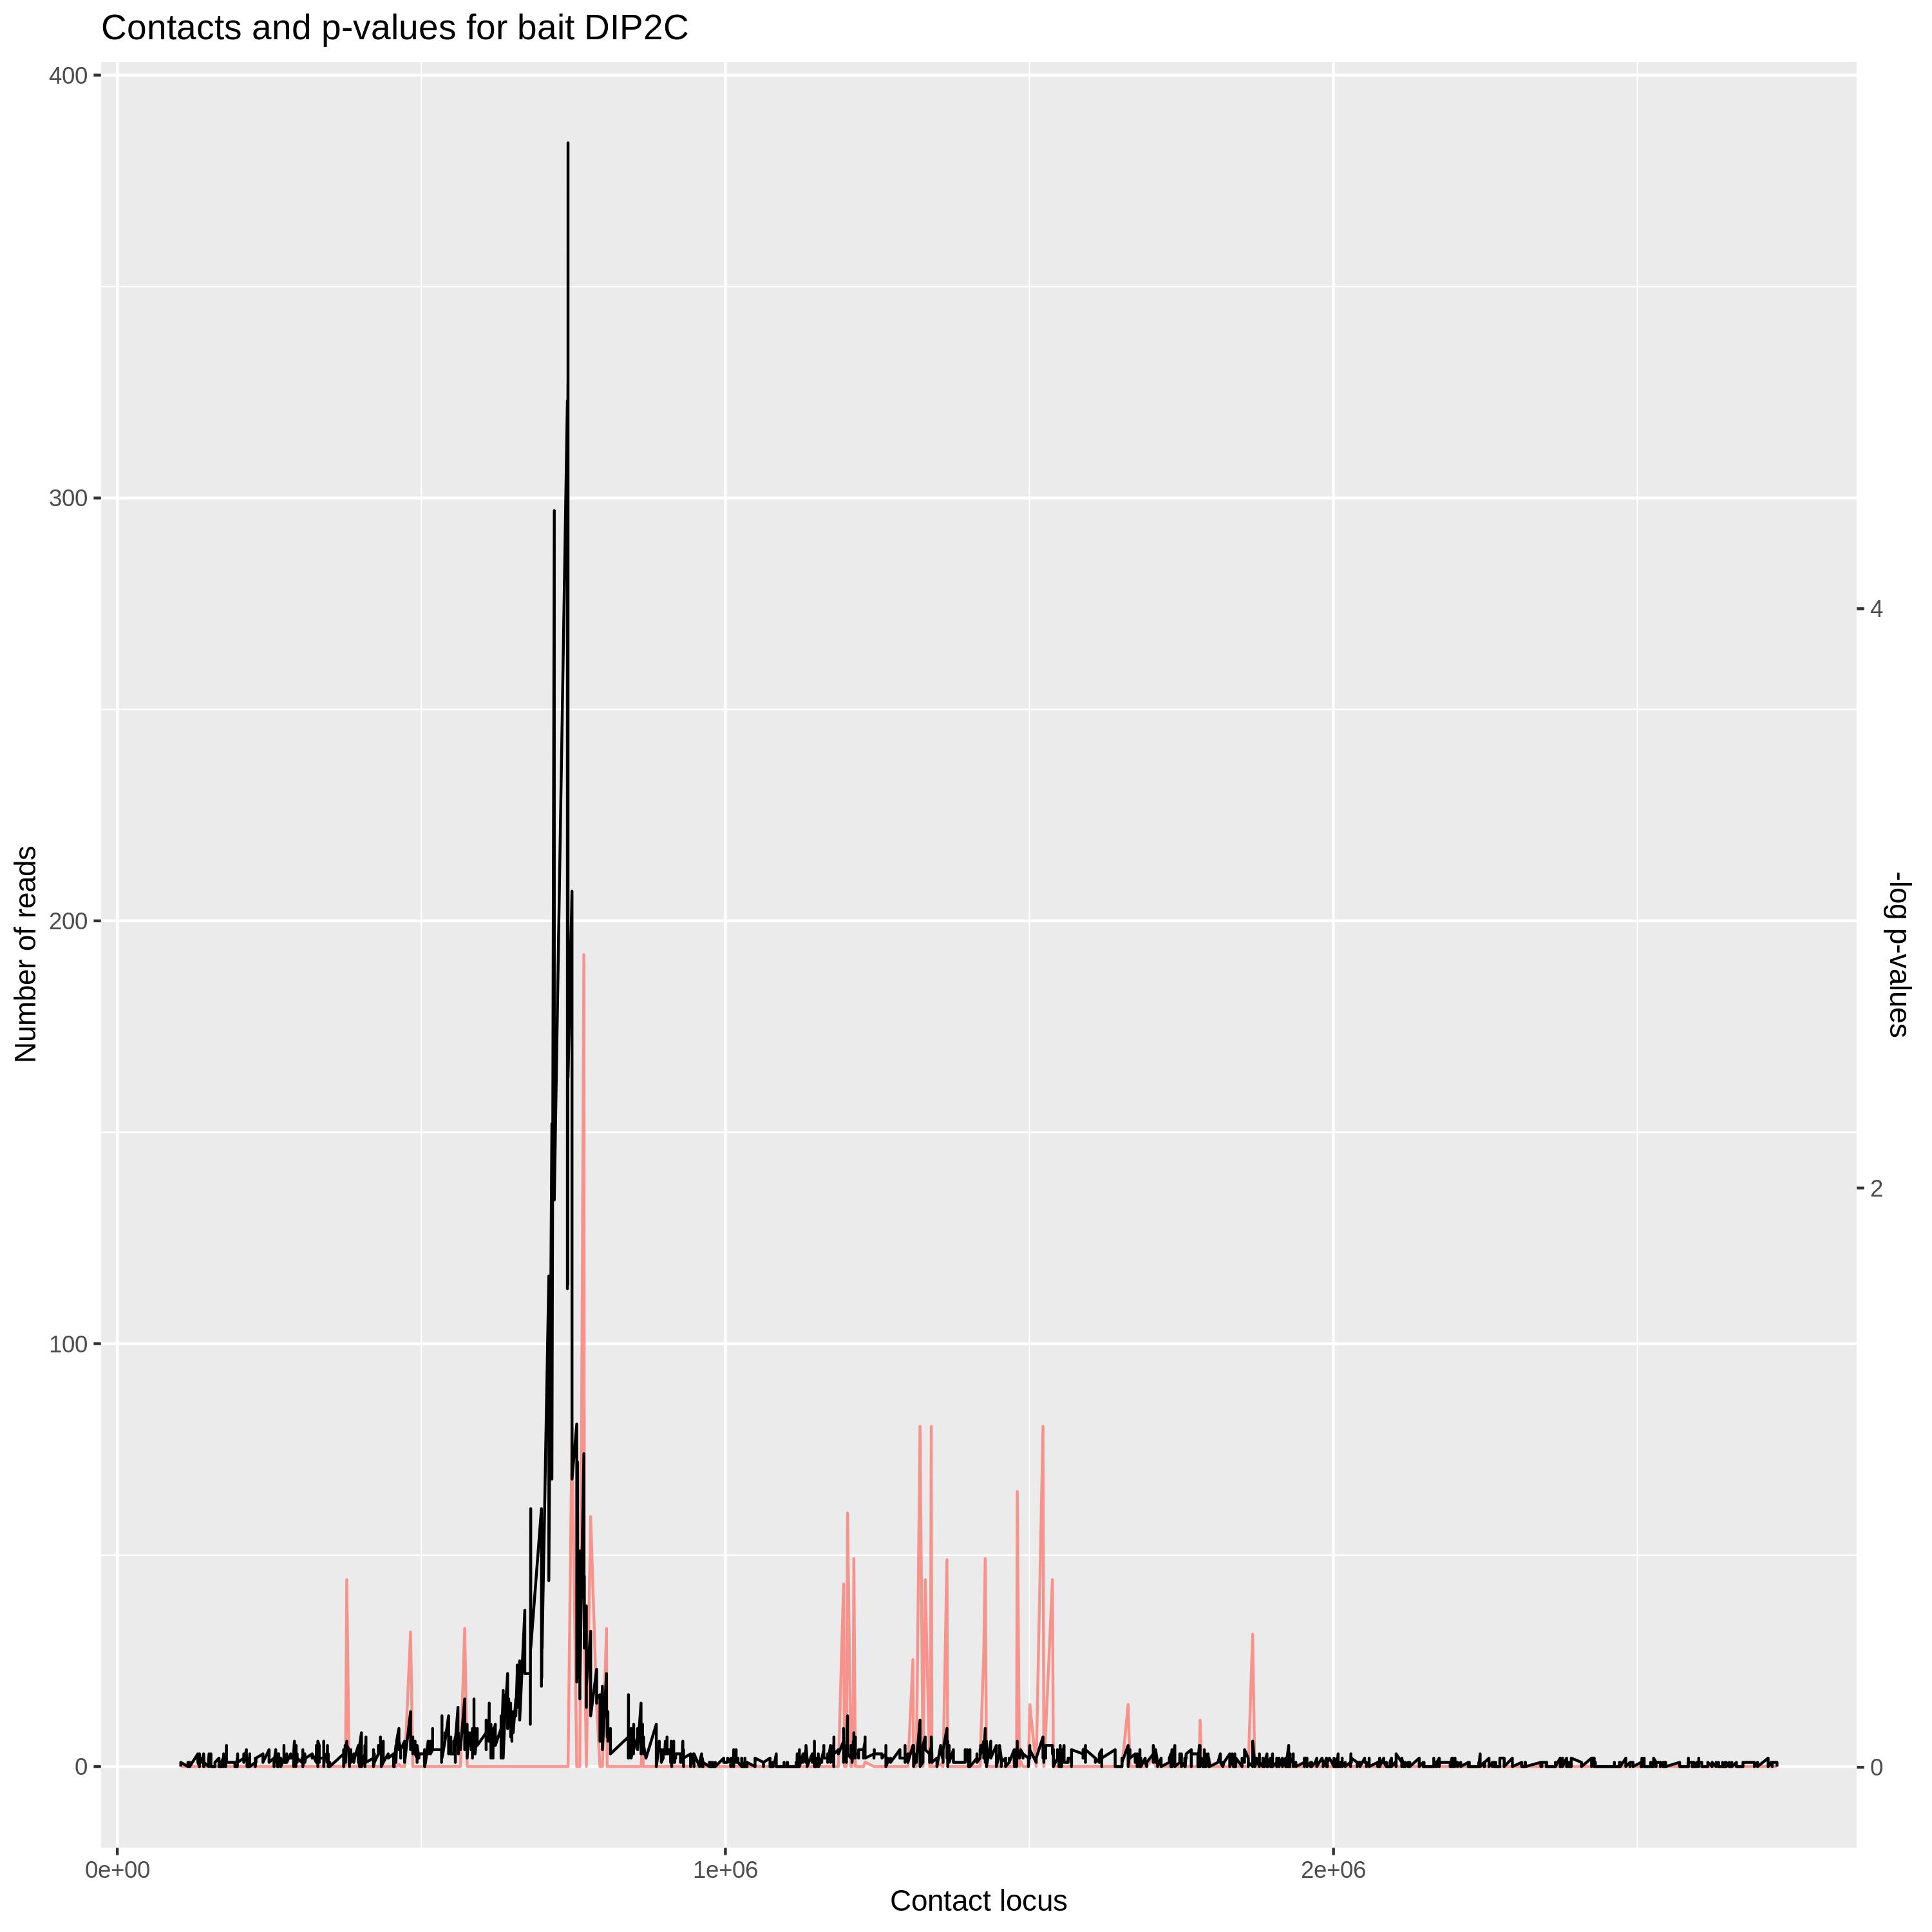 Contacts and p-values for bait DIP2C
400
300
200
100
0
Number of reads
4
2
0
-log p-values
0e+00 1e+06 2e+06
Contact locus